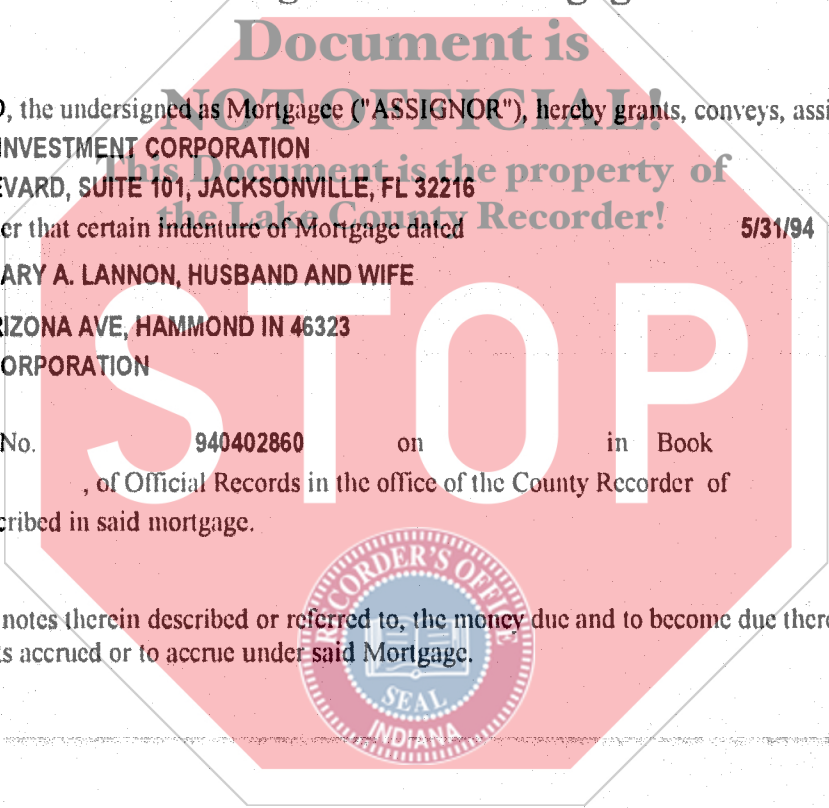 Document is
NOT OFFICIAL!
, the undersigned as Mortgagee ("ASSIGNOR"), hereby grants, conveys, assi
INVESTMENT CORPORATION
This Document is the property of
EVARD, SUITE 101, JACKSONVILLE, FL 32216
the Lake County Recorder!
er that certain Indenture of Mortgage dated 5/31/94
ARY A. LANNON, HUSBAND AND WIFE
RIZONA AVE, HAMMOND IN 46323
ORPORATION
STOP
No. 940402860 on in Book
, of Official Records in the office of the County Recorder of
cribed in said mortgage.
RECORDER'S OFFICE
notes therein described or referred to, the money due and to become due there
s accrued or to accrue under said Mortgage.
SEAL
INDIANA